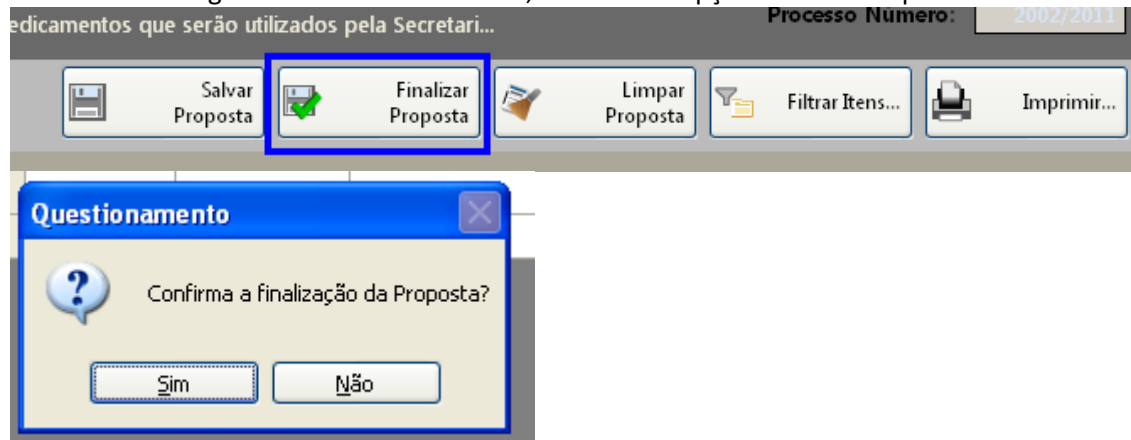 edicamentos que serão utilizados pela Secretari...
Processo Número: 2002/2011
Salvar
Proposta
Finalizar
Proposta
Limpar
Proposta
Filtrar Itens...
Imprimir...
Questionamento
Confirma a finalização da Proposta?
Sim
Não